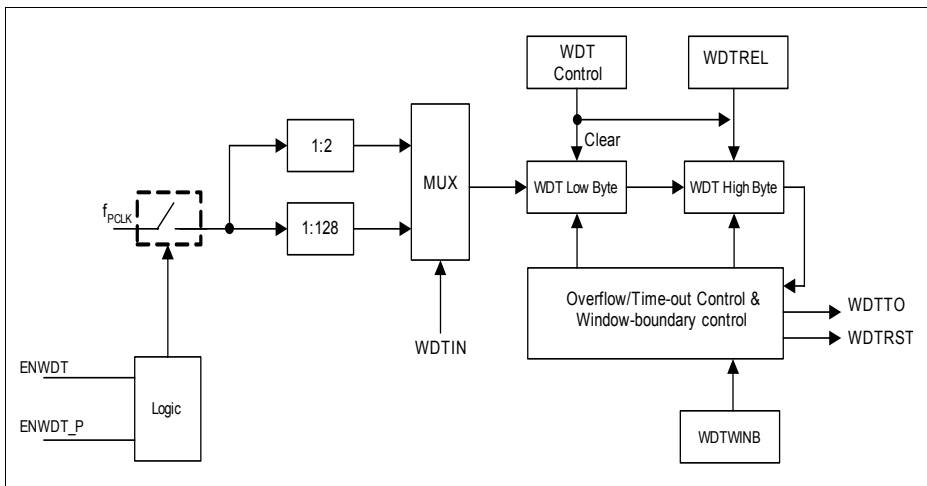 WDT
Control
WDTREL
Clear
1:2
MUX
WDT Low Byte
WDT High Byte
fPCLK
1:128
Overflow/Time-out Control &
Window-boundary control
WDTTO
WDTRST
WDTIN
ENWDT
Logic
ENWDT_P
WDTWINB